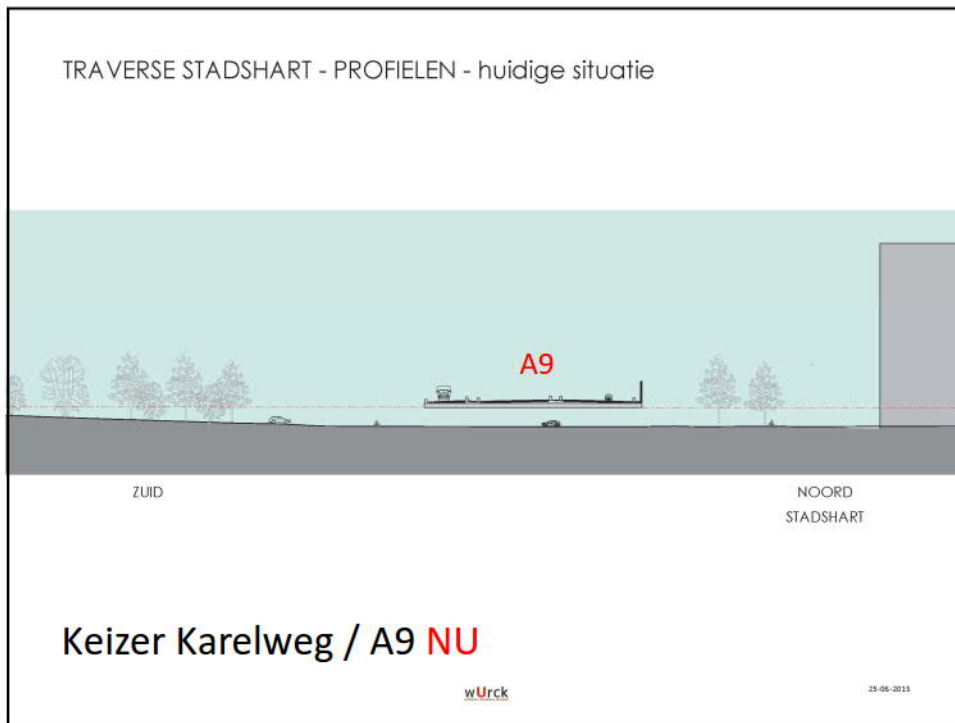 TRAVERSE STADSHART - PROFIELEN - huidige situatie
A9
ZUID
NOORD
STADSHART
Keizer Karelweg / A9 NU
wUrck
25-06-2015